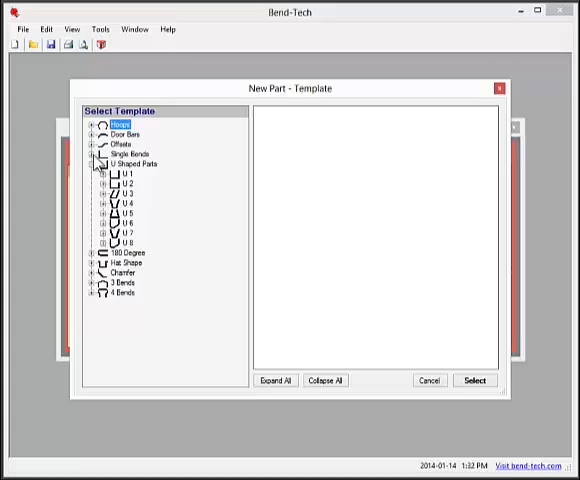 Bend-Tech
File Edit View Tools Window Help
New Part - Template
Select Template
Hoops
Door Bars
Offsets
Single Bends
U Shaped Parts
U 1
U 2
U 3
U 4
U 5
U 6
U 7
U 8
180 Degree
Hat Shape
Chamfer
3 Bends
4 Bends
Expand All Collapse All Cancel Select
2014-01-14 1:32 PM Visit bend-tech.com